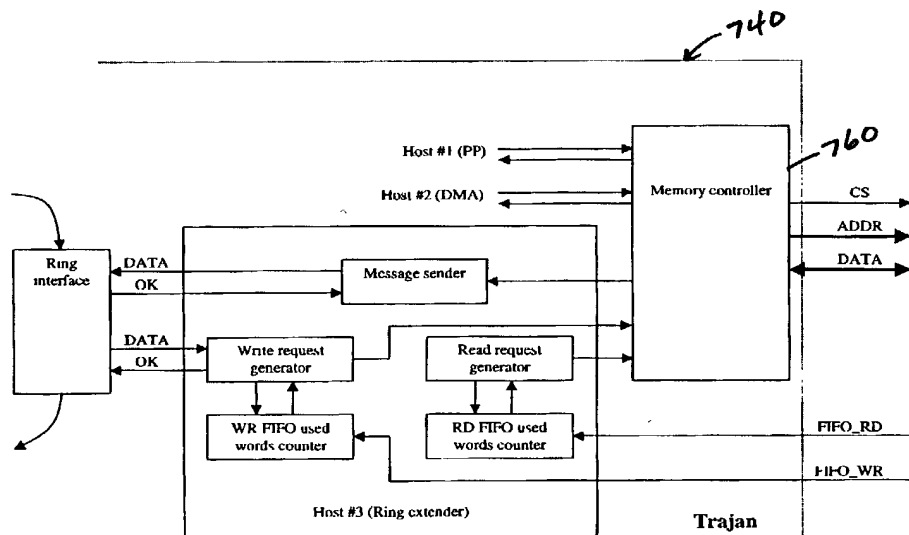 740
760
Host #1 (PP)
Memory controller
Host #2 (DMA)
CS
ADDR
DATA
Ring
interface
DATA
OK
Message sender
DATA
OK
Write request
generator
Read request
generator
WR FIFO used
words counter
RD FIFO used
words counter
FIFO_RD
FIFO_WR
Host #3 (Ring extender)
Trajan